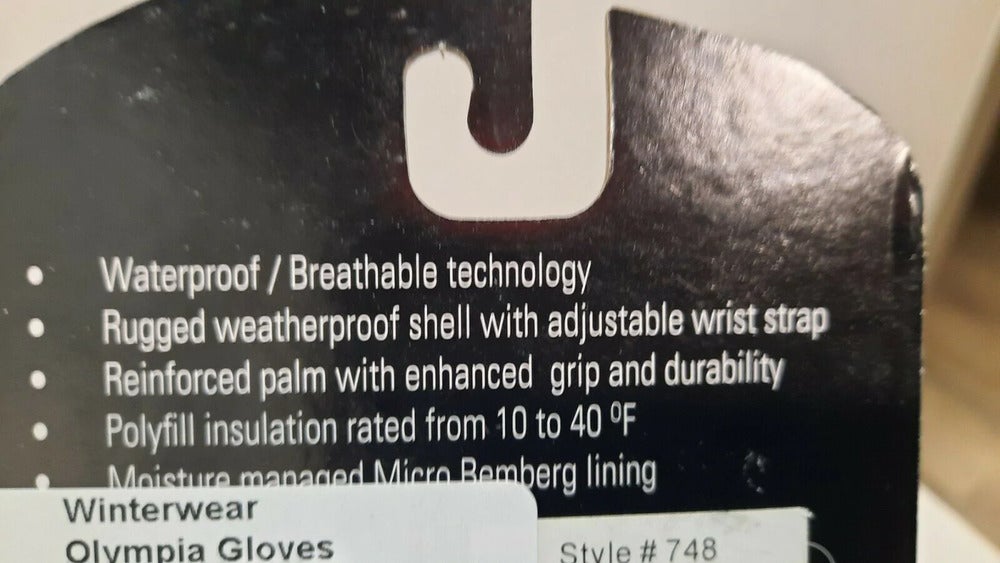 • Waterproof / Breathable technology
• Rugged weatherproof shell with adjustable wrist strap
• Reinforced palm with enhanced grip and durability
• Polyfill insulation rated from 10 to 40 ºF
• Moisture managed Micro Bemberg lining
Winterwear
Olympia Gloves
Style # 748